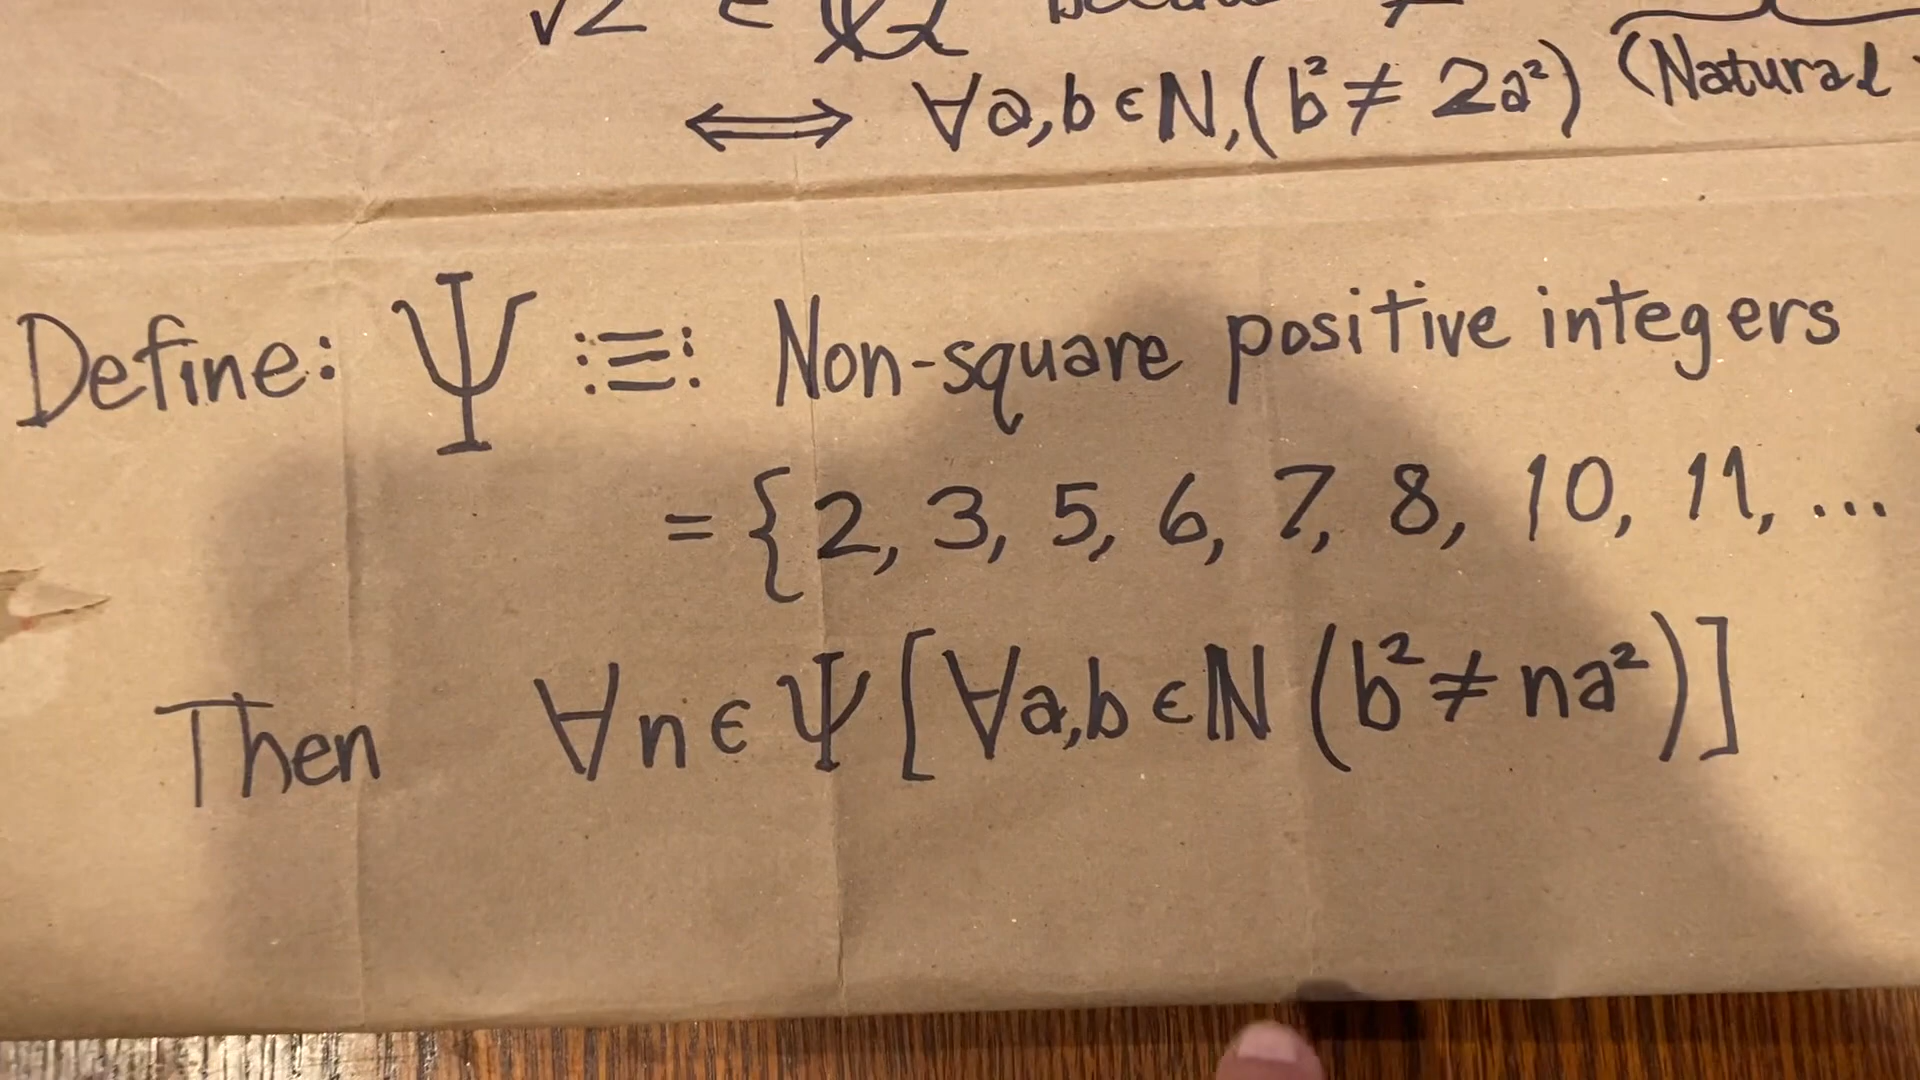 √2 ∈
⟺ ∀a,b∈N,(b²≠ 2a²) (Natural
Define: Ψ :≡: Non-square positive integers
= {2, 3, 5, 6, 7, 8, 10, 11, ...
Then ∀n∈Ψ[∀a,b∈ℕ(b²≠na²)]